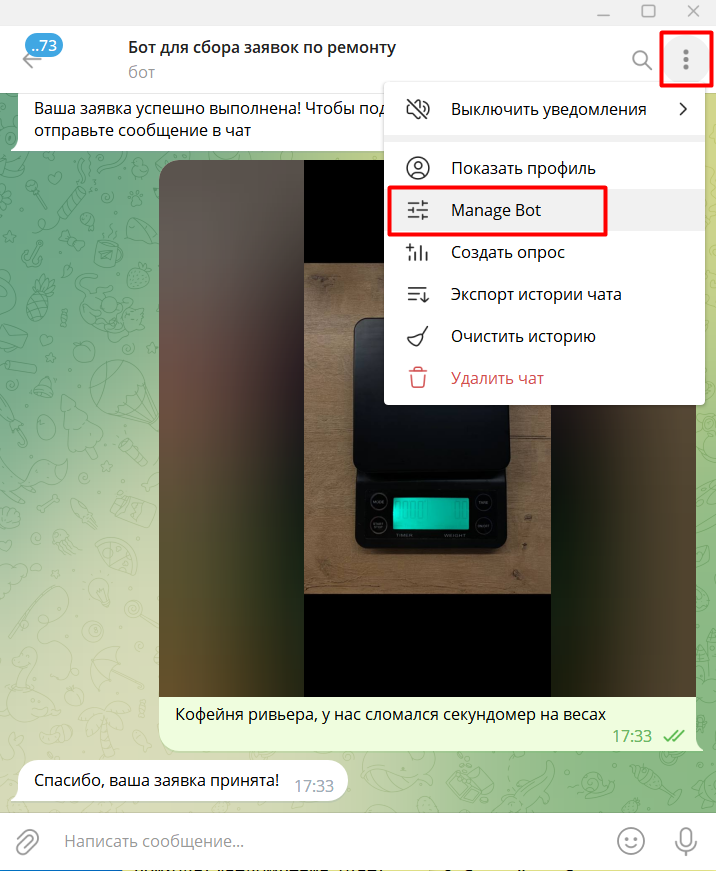 ..73
Бот для сбора заявок по ремонту
бот
Ваша заявка успешно выполнена! Чтобы под
отправьте сообщение в чат
Выключить уведомления
Показать профиль
Manage Bot
Создать опрос
Экспорт истории чата
Очистить историю
Удалить чат
TIMER WEIGHT
Кофейня ривьера, у нас сломался секундомер на весах
17:33
Спасибо, ваша заявка принята!
17:33
Написать сообщение...